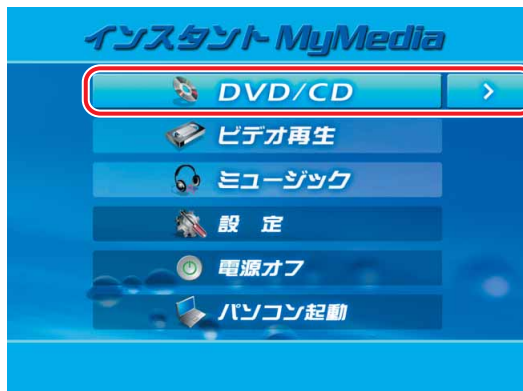 インスタント MyMedia
DVD/CD >
ビデオ再生
ミュージック
設 定
電源オフ
パソコン起動